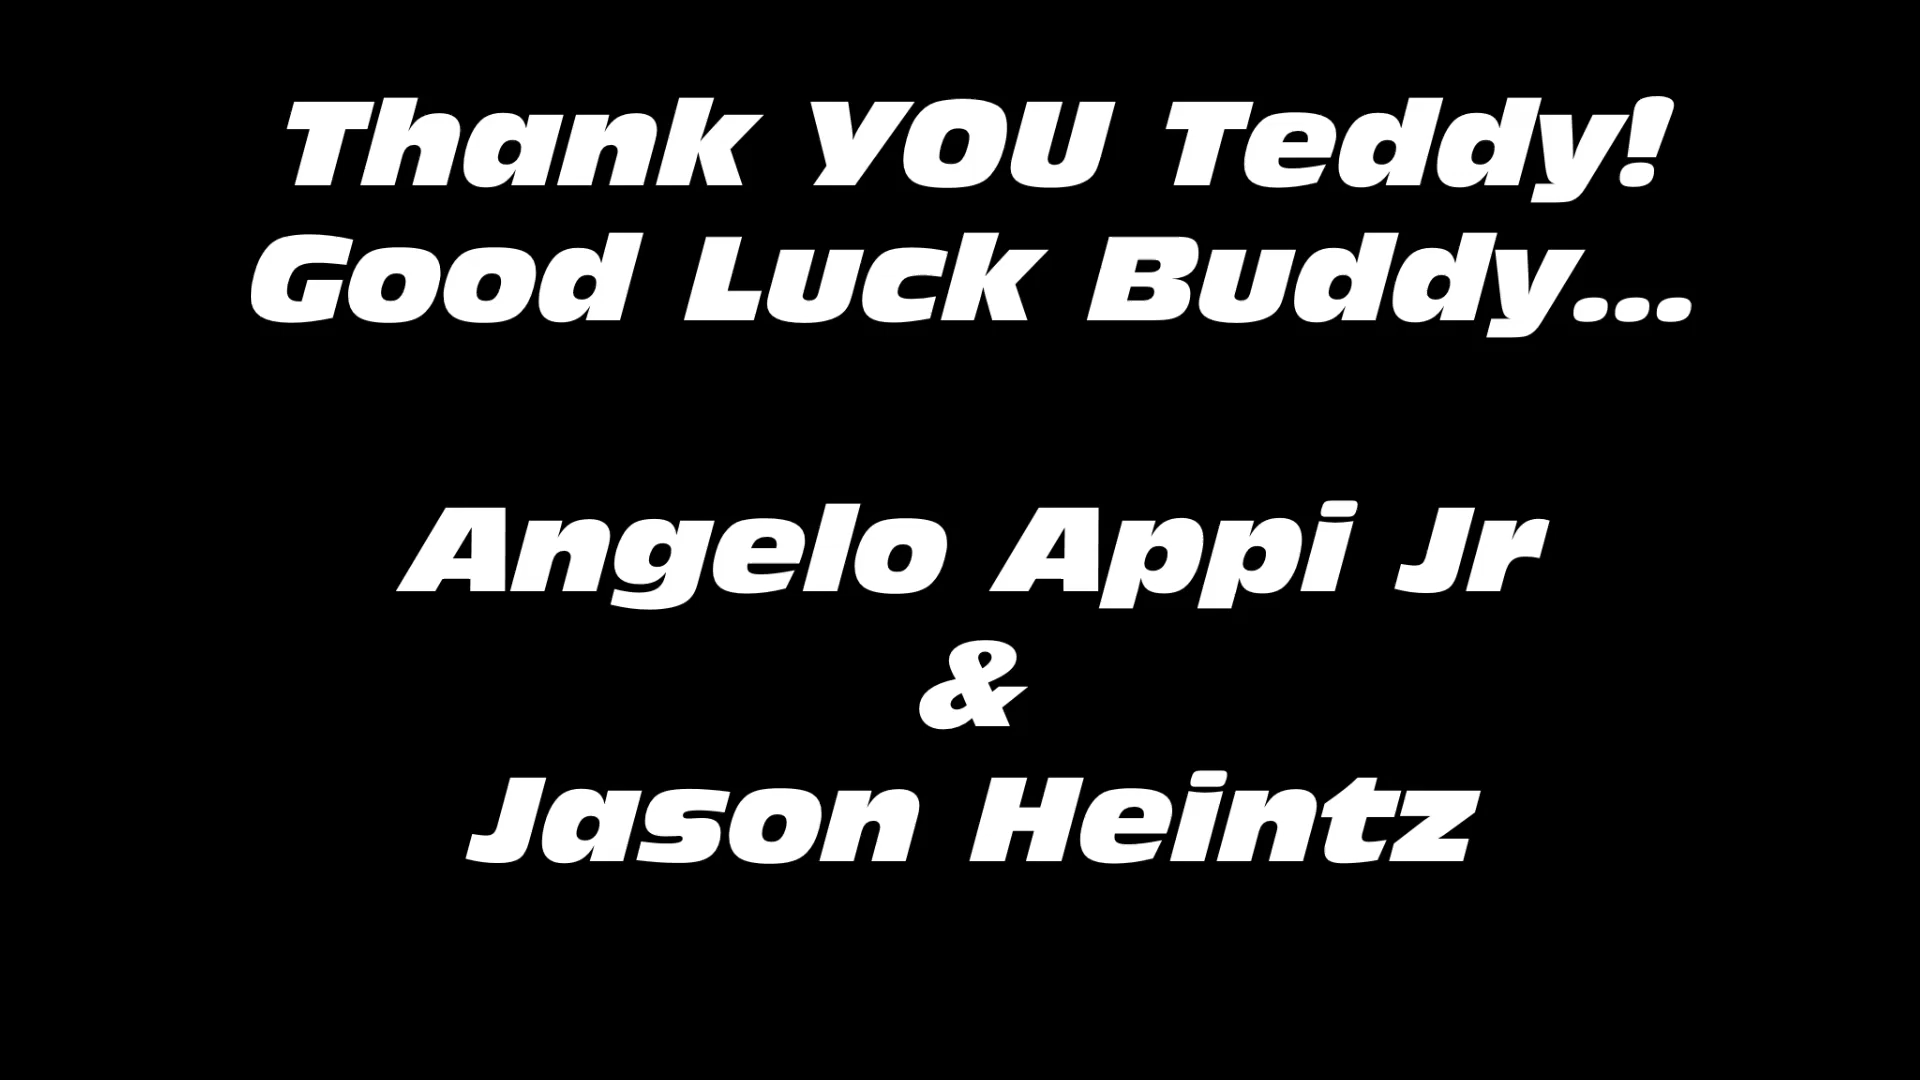 Thank YOU Teddy!
Good Luck Buddy...
Angelo Appi Jr
&
Jason Heintz